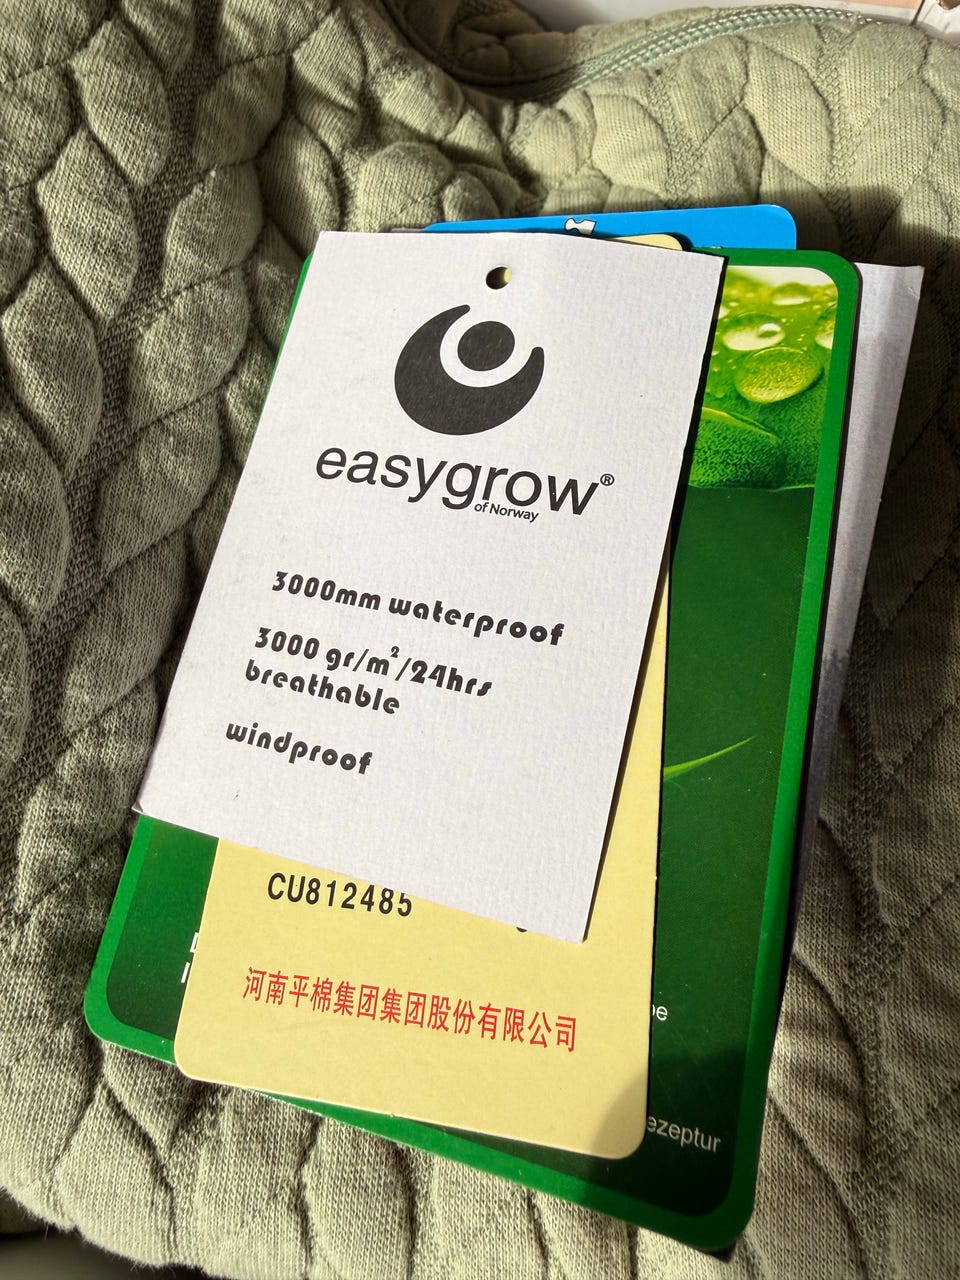 easygrow®
of Norway
3000mm waterproof
3000 gr/m²/24hrs
breathable
windproof
CU812485
河南平棉集团集团股份有限公司
ezeptur